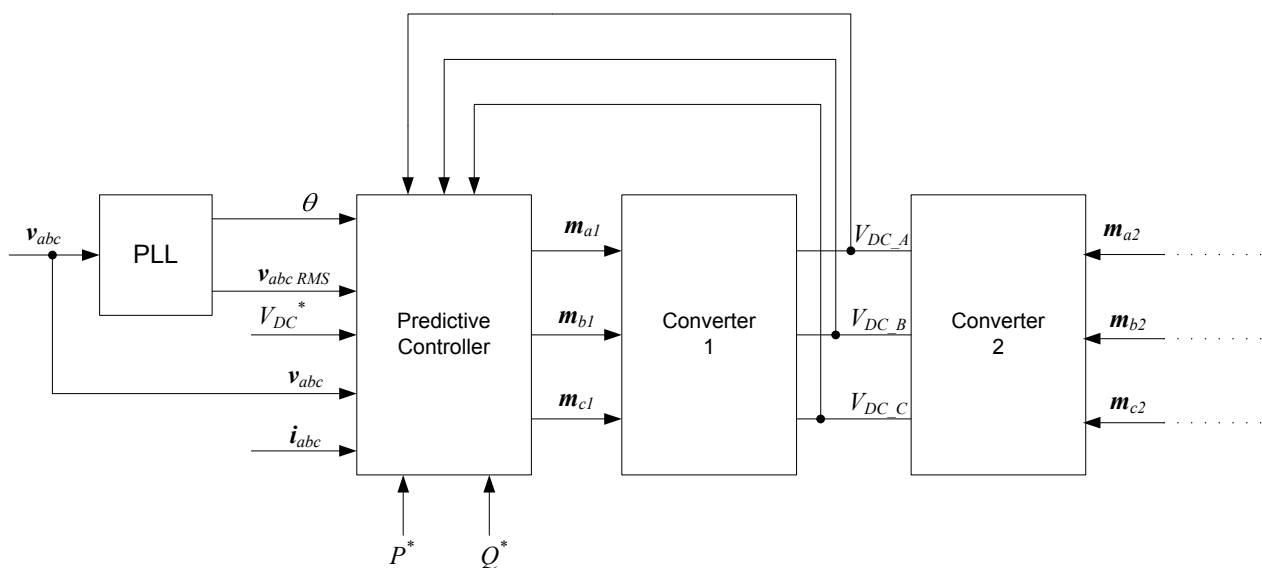 θ
v_abc
PLL
v_abc RMS
V_DC*
v_abc
i_abc
Predictive
Controller
P*
Q*
m_a1
m_b1
m_c1
Converter
1
V_DC_A
V_DC_B
V_DC_C
Converter
2
m_a2
m_b2
m_c2